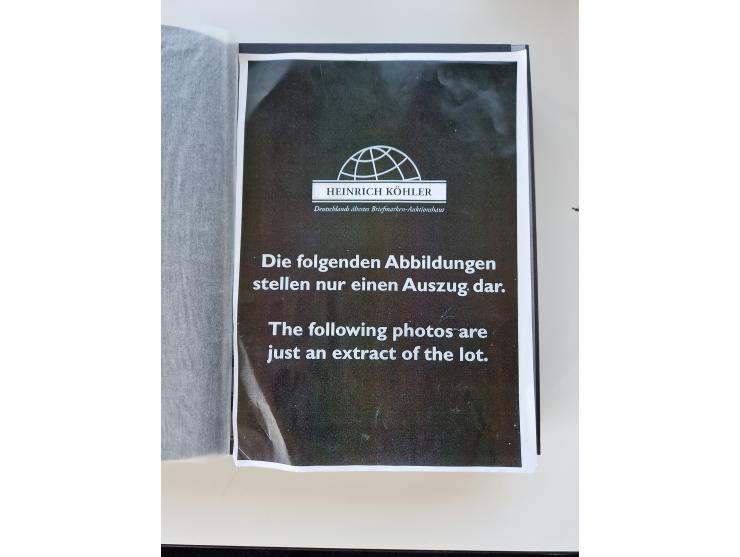 HEINRICH KÖHLER
Deutschlands ältestes Briefmarken-Auktionshaus
Die folgenden Abbildungen
stellen nur einen Auszug dar.
The following photos are
just an extract of the lot.